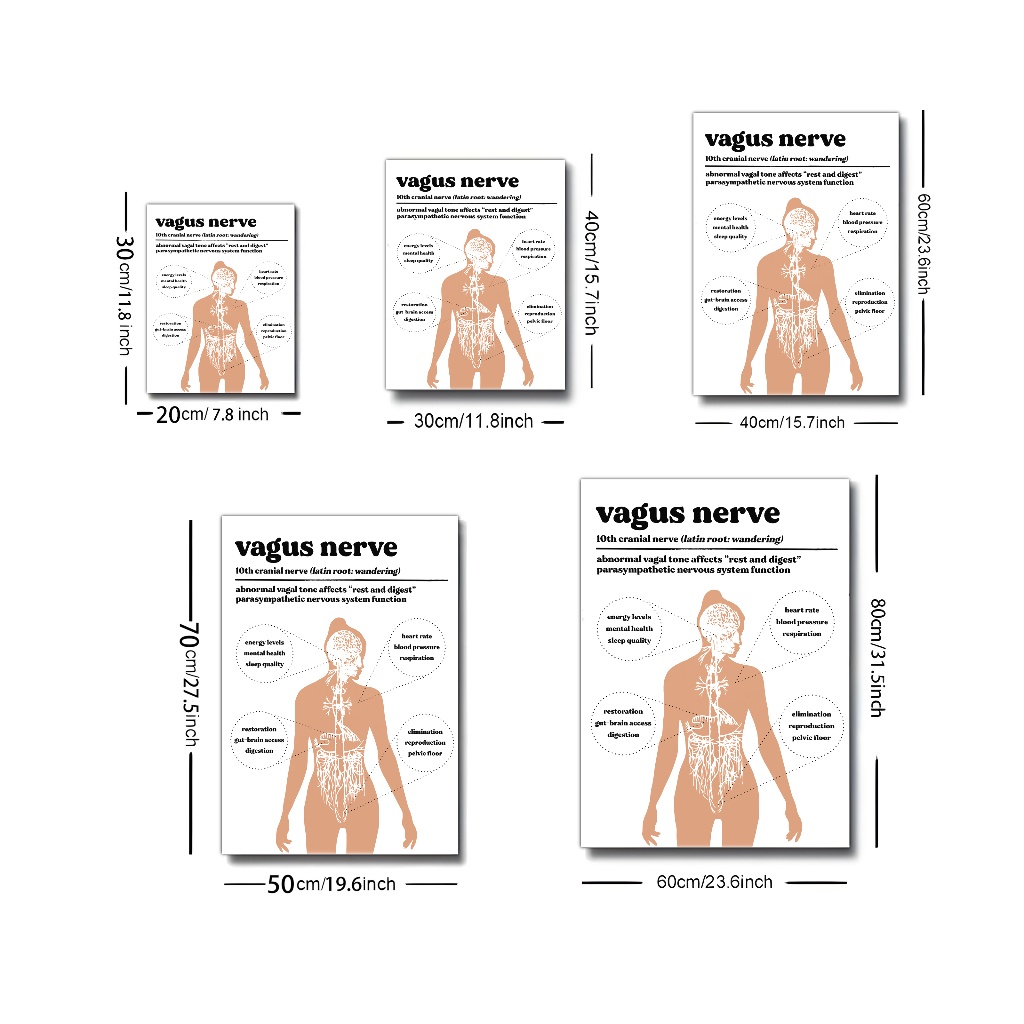 vagus nerve
10th cranial nerve (latin root: wandering)
abnormal vagal tone affects "rest and digest"
parasympathetic nervous system function
energy levels
mental health
sleep quality
heart rate
blood pressure
respiration
restoration
gut-brain access
digestion
elimination
reproduction
pelvic floor
30cm/11.8 inch
20cm/ 7.8 inch
vagus nerve
10th cranial nerve (latin root: wandering)
abnormal vagal tone affects "rest and digest"
parasympathetic nervous system function
energy levels
mental health
sleep quality
heart rate
blood pressure
respiration
restoration
gut-brain access
digestion
elimination
reproduction
pelvic floor
40cm/15.7inch
30cm/11.8inch
vagus nerve
10th cranial nerve (latin root: wandering)
abnormal vagal tone affects "rest and digest"
parasympathetic nervous system function
energy levels
mental health
sleep quality
heart rate
blood pressure
respiration
restoration
gut-brain access
digestion
elimination
reproduction
pelvic floor
60cm/23.6inch
40cm/15.7inch
vagus nerve
10th cranial nerve (latin root: wandering)
abnormal vagal tone affects "rest and digest"
parasympathetic nervous system function
energy levels
mental health
sleep quality
heart rate
blood pressure
respiration
restoration
gut-brain access
digestion
elimination
reproduction
pelvic floor
70cm/27.5inch
50cm/19.6inch
vagus nerve
10th cranial nerve (latin root: wandering)
abnormal vagal tone affects "rest and digest"
parasympathetic nervous system function
energy levels
mental health
sleep quality
heart rate
blood pressure
respiration
restoration
gut-brain access
digestion
elimination
reproduction
pelvic floor
80cm/31.5inch
60cm/23.6inch